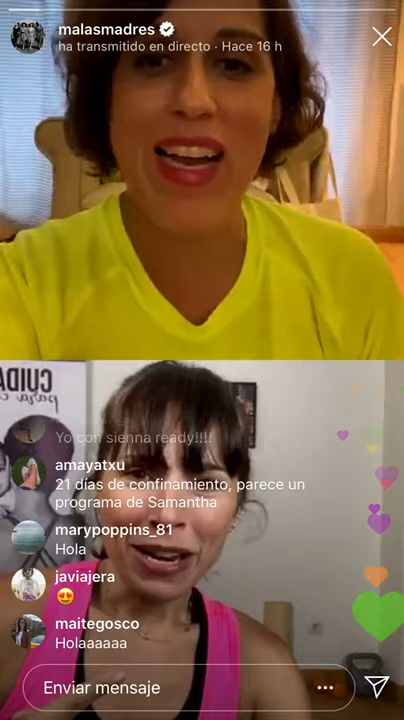 malasmadres
ha transmitido en directo · Hace 16 h
CUIDA
para
Yo con sienna ready!!!!
amayatxu
21 días de confinamiento, parece un
programa de Samantha
marypoppins_81
Hola
javiajera
😍
maitegosco
Holaaaaaa
Enviar mensaje